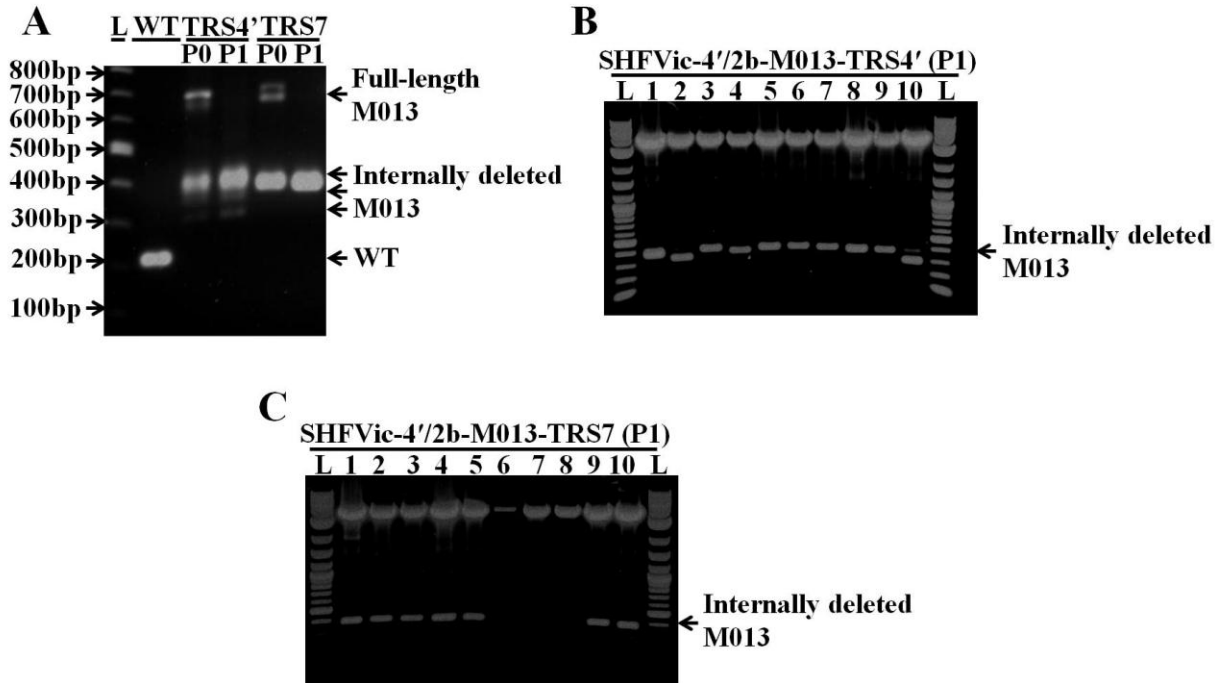 A
L WT TRS4' TRS7
P0 P1 P0 P1
800bp
700bp
600bp
500bp
400bp
300bp
200bp
100bp
Full-length
M013
Internally deleted
M013
WT
B
SHFVic-4′/2b-M013-TRS4′ (P1)
L 1 2 3 4 5 6 7 8 9 10 L
Internally deleted
M013
C
SHFVic-4′/2b-M013-TRS7 (P1)
L 1 2 3 4 5 6 7 8 9 10 L
Internally deleted
M013